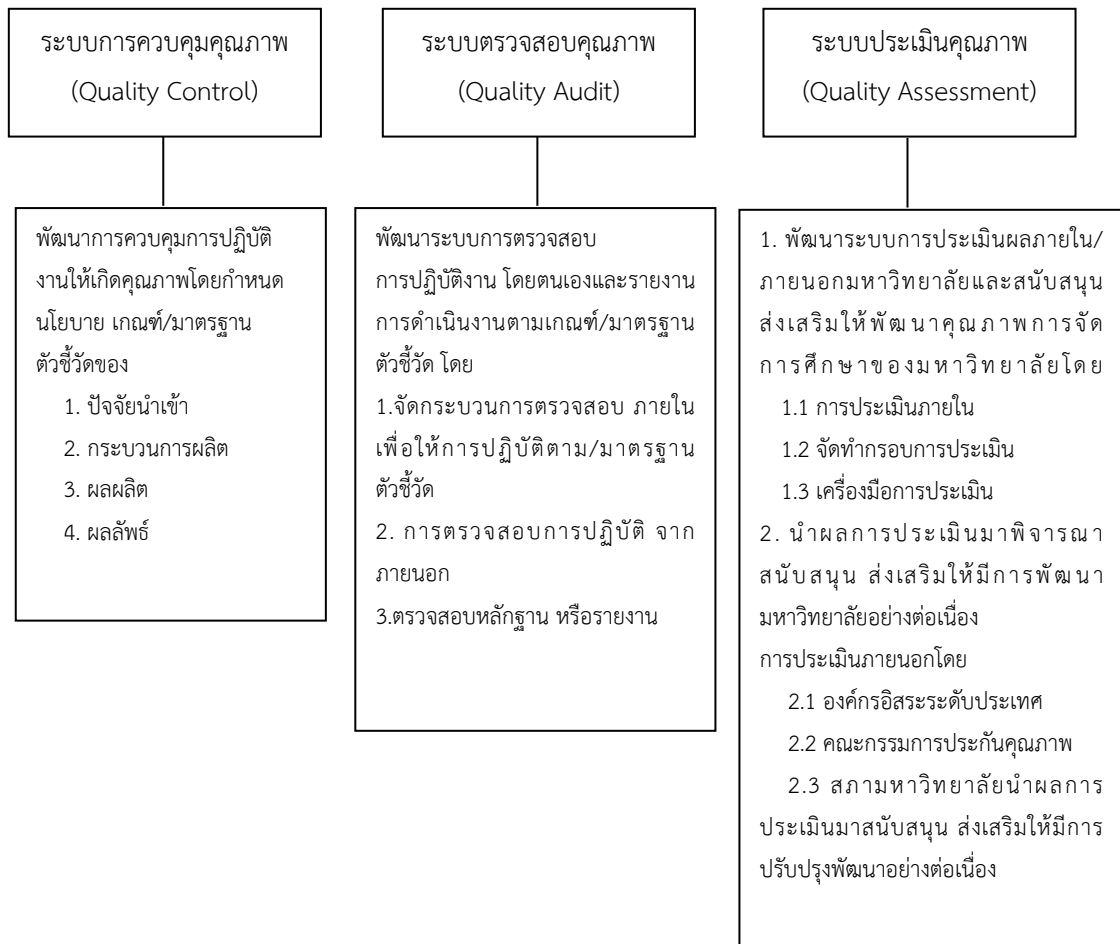 ระบบการควบคุมคุณภาพ
(Quality Control)
ระบบตรวจสอบคุณภาพ
(Quality Audit)
ระบบประเมินคุณภาพ
(Quality Assessment)
พัฒนาการควบคุมการปฏิบัติ
งานให้เกิดคุณภาพโดยกำหนด
นโยบาย เกณฑ์/มาตรฐาน
ตัวชี้วัดของ
1. ปัจจัยนำเข้า
2. กระบวนการผลิต
3. ผลผลิต
4. ผลลัพธ์
พัฒนาระบบการตรวจสอบ
การปฏิบัติงาน โดยตนเองและรายงาน
การดำเนินงานตามเกณฑ์/มาตรฐาน
ตัวชี้วัด โดย
1.จัดกระบวนการตรวจสอบ ภายใน
เพื่อให้การปฏิบัติตาม/มาตรฐาน
ตัวชี้วัด
2. การตรวจสอบการปฏิบัติ จาก
ภายนอก
3.ตรวจสอบหลักฐาน หรือรายงาน
1. พัฒนาระบบการประเมินผลภายใน/
ภายนอกมหาวิทยาลัยและสนับสนุน
ส่งเสริมให้พัฒนาคุณภาพการจัด
การศึกษาของมหาวิทยาลัยโดย
1.1 การประเมินภายใน
1.2 จัดทำกรอบการประเมิน
1.3 เครื่องมือการประเมิน
2. นำผลการประเมินมาพิจารณา
สนับสนุน ส่งเสริมให้มีการพัฒนา
มหาวิทยาลัยอย่างต่อเนื่อง
การประเมินภายนอกโดย
2.1 องค์กรอิสระระดับประเทศ
2.2 คณะกรรมการประกันคุณภาพ
2.3 สภามหาวิทยาลัยนำผลการ
ประเมินมาสนับสนุน ส่งเสริมให้มีการ
ปรับปรุงพัฒนาอย่างต่อเนื่อง